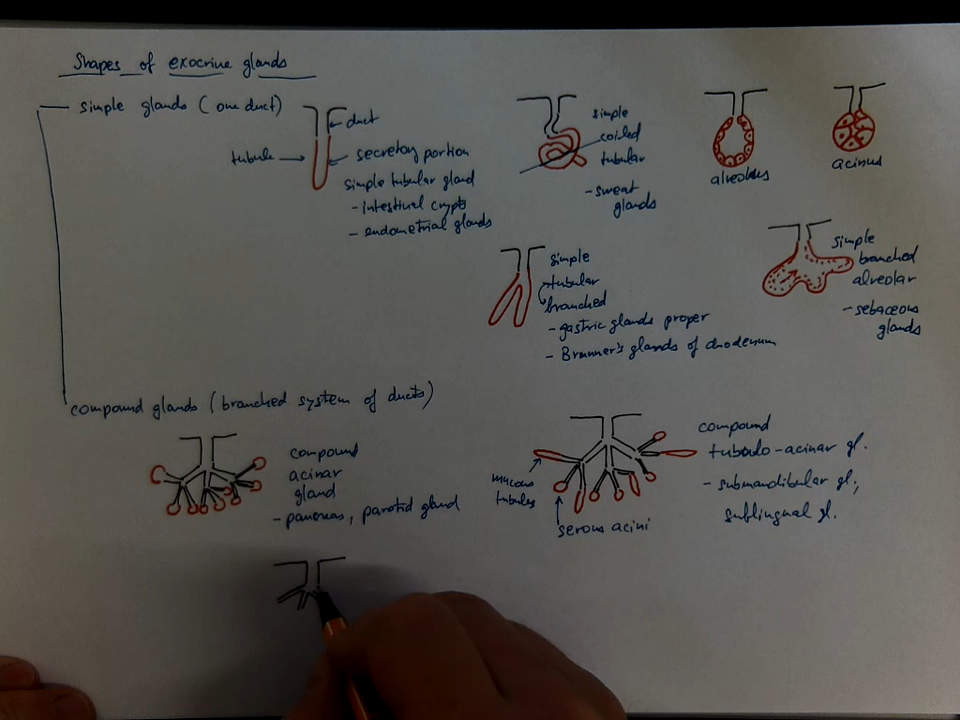 Shapes of exocrine glands
simple glands (one duct)
duct
tubule
secretory portion
simple tubular gland
- intestinal crypts
- endometrial glands
simple
coiled
tubular
- sweat
glands
alveolus
acinus
simple
tubular
branched
- gastric glands proper
- Brunner's glands of duodenum
simple
branched
alveolar
- sebaceous
glands
compound glands (branched system of ducts)
compound
acinar
gland
- pancreas, parotid gland
mucous
tubules
serous acini
compound
tubulo-acinar gl.
- submandibular gl.,
sublingual gl.